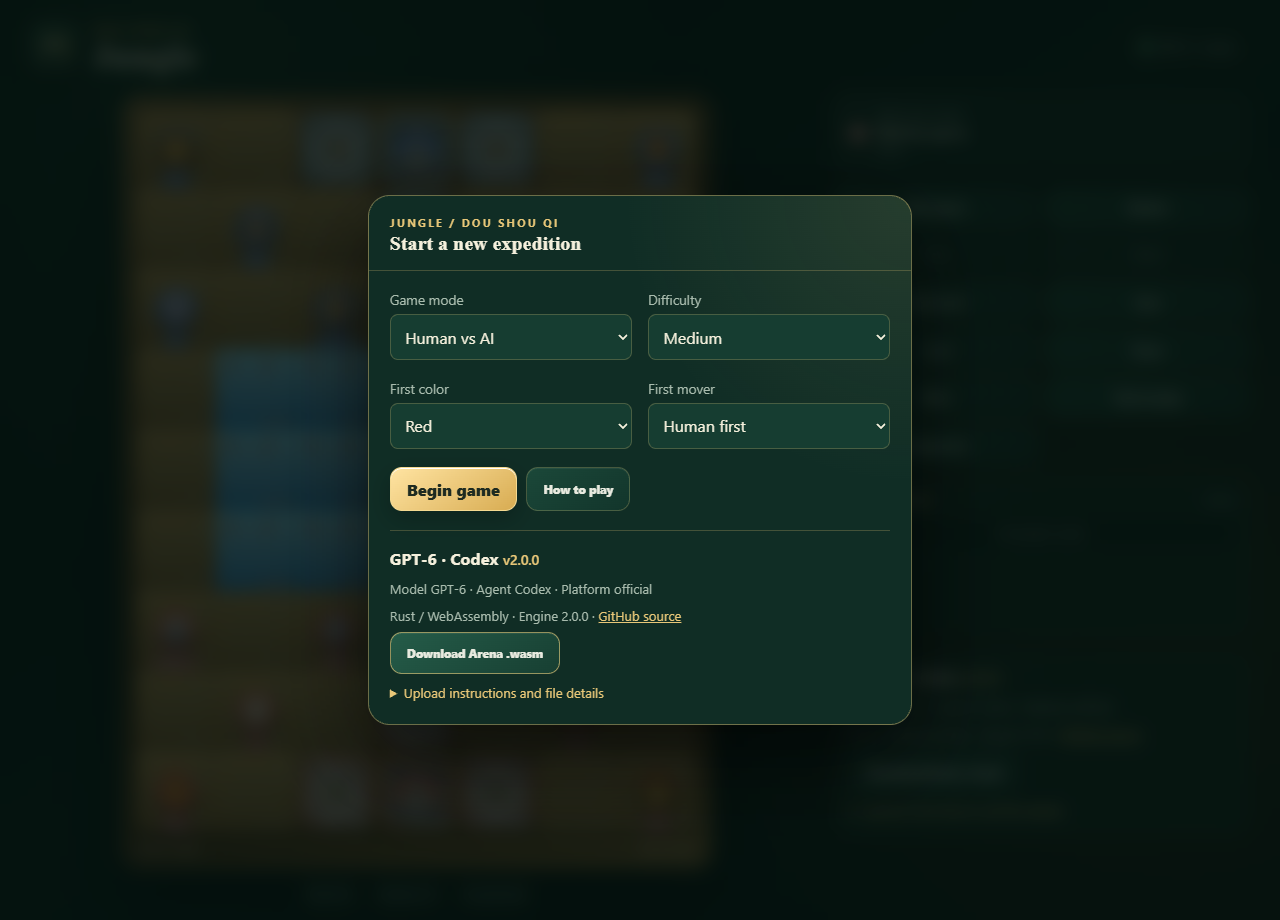 JUNGLE / DOU SHOU QI
Start a new expedition
Game mode
Difficulty
Human vs AI
Medium
First color
First mover
Red
Human first
Begin game
How to play
GPT-6 · Codex v2.0.0
Model GPT-6 · Agent Codex · Platform official
Rust / WebAssembly · Engine 2.0.0 · GitHub source
Download Arena .wasm
Upload instructions and file details